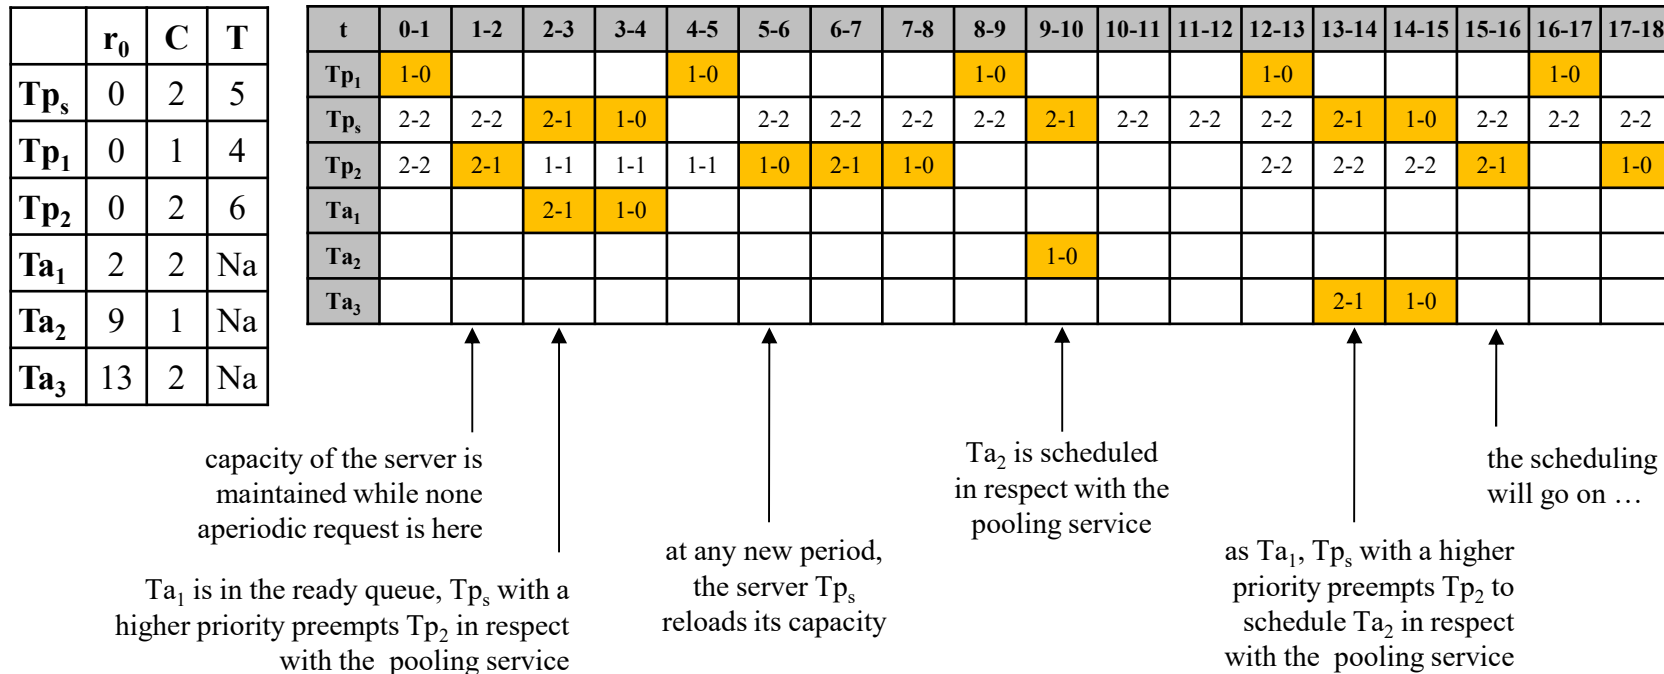 r0 C T
Tps 0 2 5
Tp1 0 1 4
Tp2 0 2 6
Ta1 2 2 Na
Ta2 9 1 Na
Ta3 13 2 Na
t 0-1 1-2 2-3 3-4 4-5 5-6 6-7 7-8 8-9 9-10 10-11 11-12 12-13 13-14 14-15 15-16 16-17 17-18
Tp1 1-0 1-0 1-0 1-0 1-0
Tps 2-2 2-2 2-1 1-0 2-2 2-2 2-2 2-2 2-1 2-2 2-2 2-2 2-1 1-0 2-2 2-2 2-2
Tp2 2-2 2-1 1-1 1-1 1-1 1-0 2-1 1-0 2-2 2-2 2-2 2-1 1-0
Ta1 2-1 1-0
Ta2 1-0
Ta3 2-1 1-0
capacity of the server is
maintained while none
aperiodic request is here
Ta1 is in the ready queue, Tps with a
higher priority preempts Tp2 in respect
with the pooling service
at any new period,
the server Tps
reloads its capacity
Ta2 is scheduled
in respect with the
pooling service
as Ta1, Tps with a higher
priority preempts Tp2 to
schedule Ta2 in respect
with the pooling service
the scheduling
will go on …